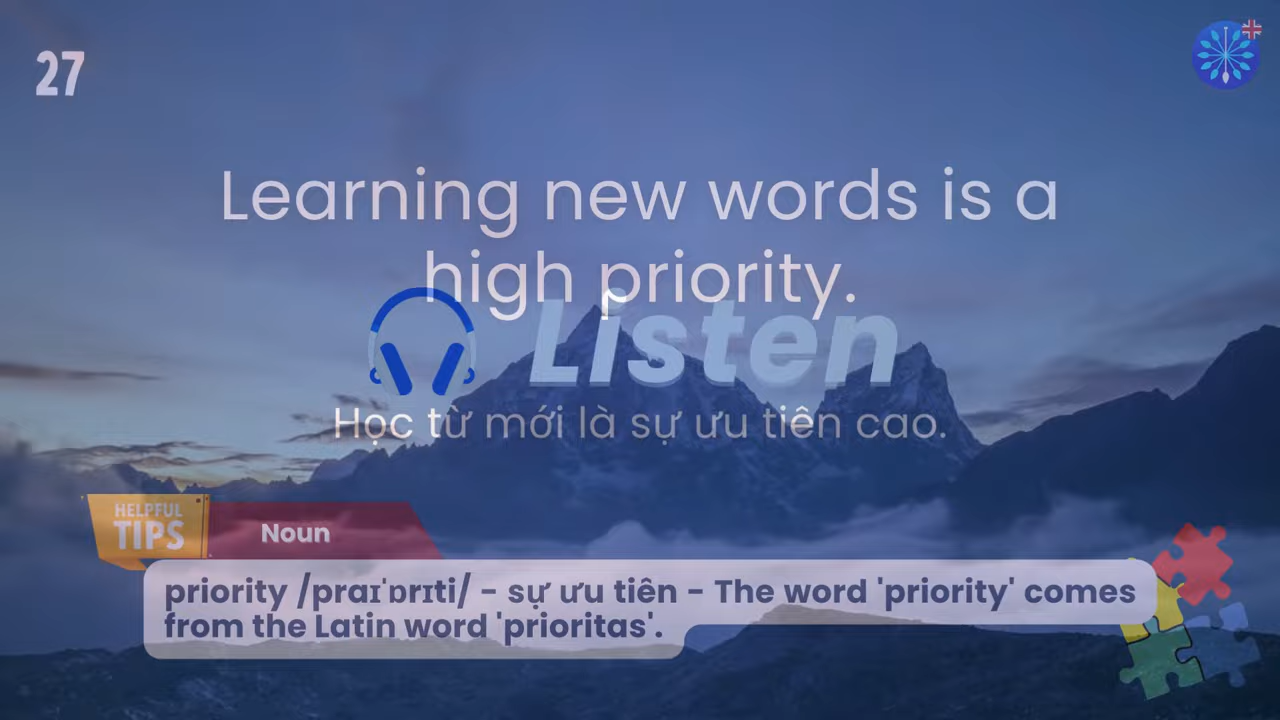 27
Learning new words is a
high priority.
Listen
Học từ mới là sự ưu tiên cao.
HELPFUL
TIPS
Noun
priority /praɪˈɒrɪti/ - sự ưu tiên - The word 'priority' comes
from the Latin word 'prioritas'.